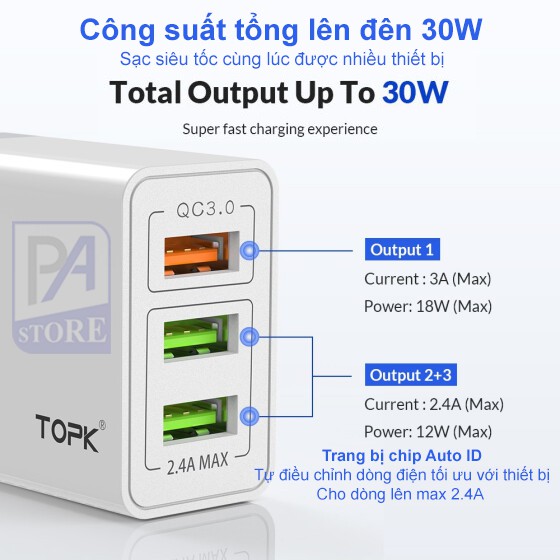 Công suất tổng lên đên 30W
Sạc siêu tốc cùng lúc được nhiều thiết bị
Total Output Up To 30W
Super fast charging experience
QC3.0
Output 1
Current : 3A (Max)
Power: 18W (Max)
PA
STORE
Output 2+3
Current : 2.4A (Max)
Power: 12W (Max)
TOPK®
2.4A MAX
Trang bị chip Auto ID
Tự điều chỉnh dòng điện tối ưu với thiết bị
Cho dòng lên max 2.4A